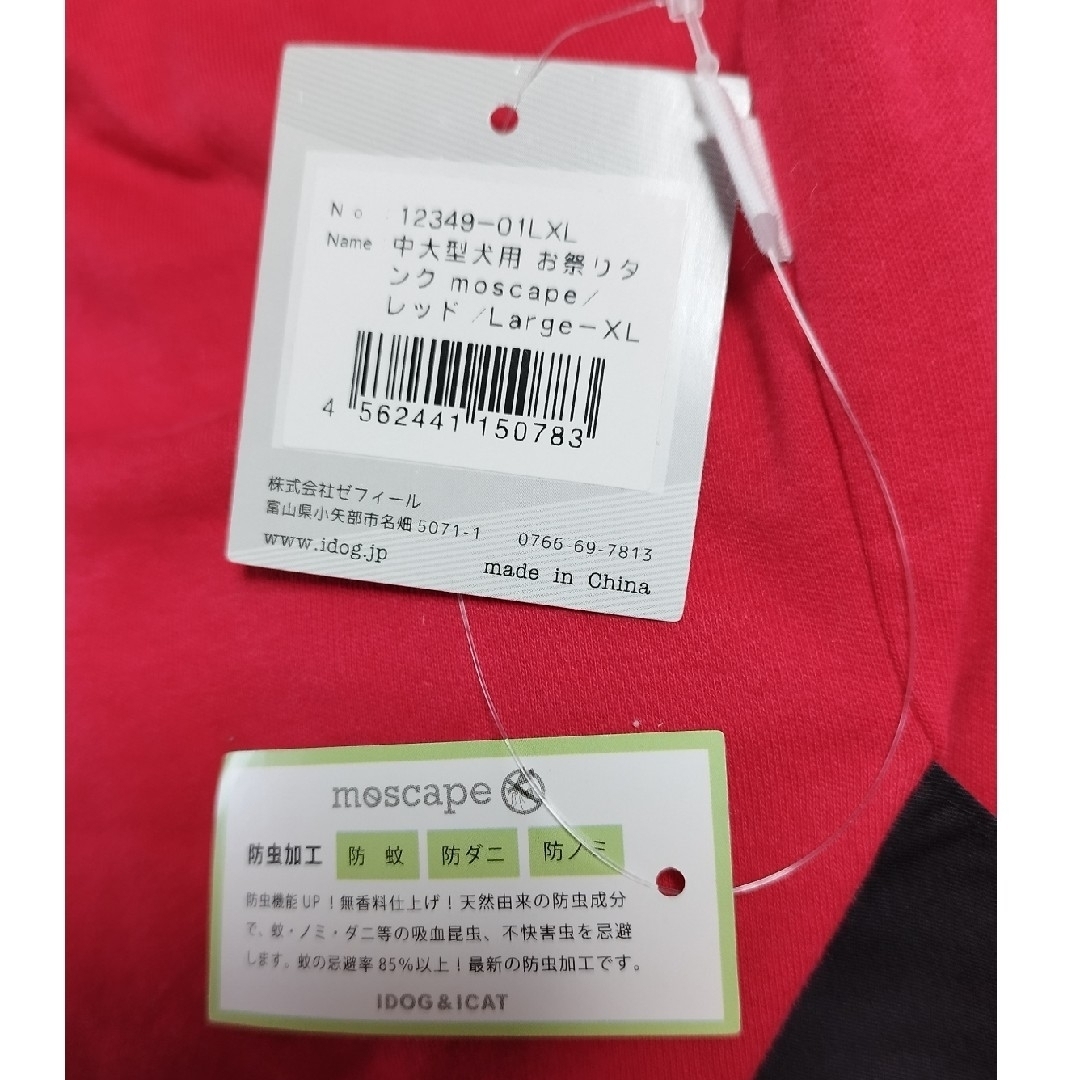 No 12349-01LXL
Name 中大型犬用 お祭りタ
ンク moscape/
レッド /Large-XL
4 562441 150783
株式会社ゼフィール
富山県小矢部市名畑5071-1 0766-69-7813
www.idog.jp
made in China
moscape
防虫加工 防 蚊 防ダニ 防ノミ
防虫機能UP!無香料仕上げ!天然由来の防虫成分
で、蚊・ノミ・ダニ等の吸血昆虫、不快害虫を忌避
します。蚊の忌避率85%以上!最新の防虫加工です。
IDOG&ICAT